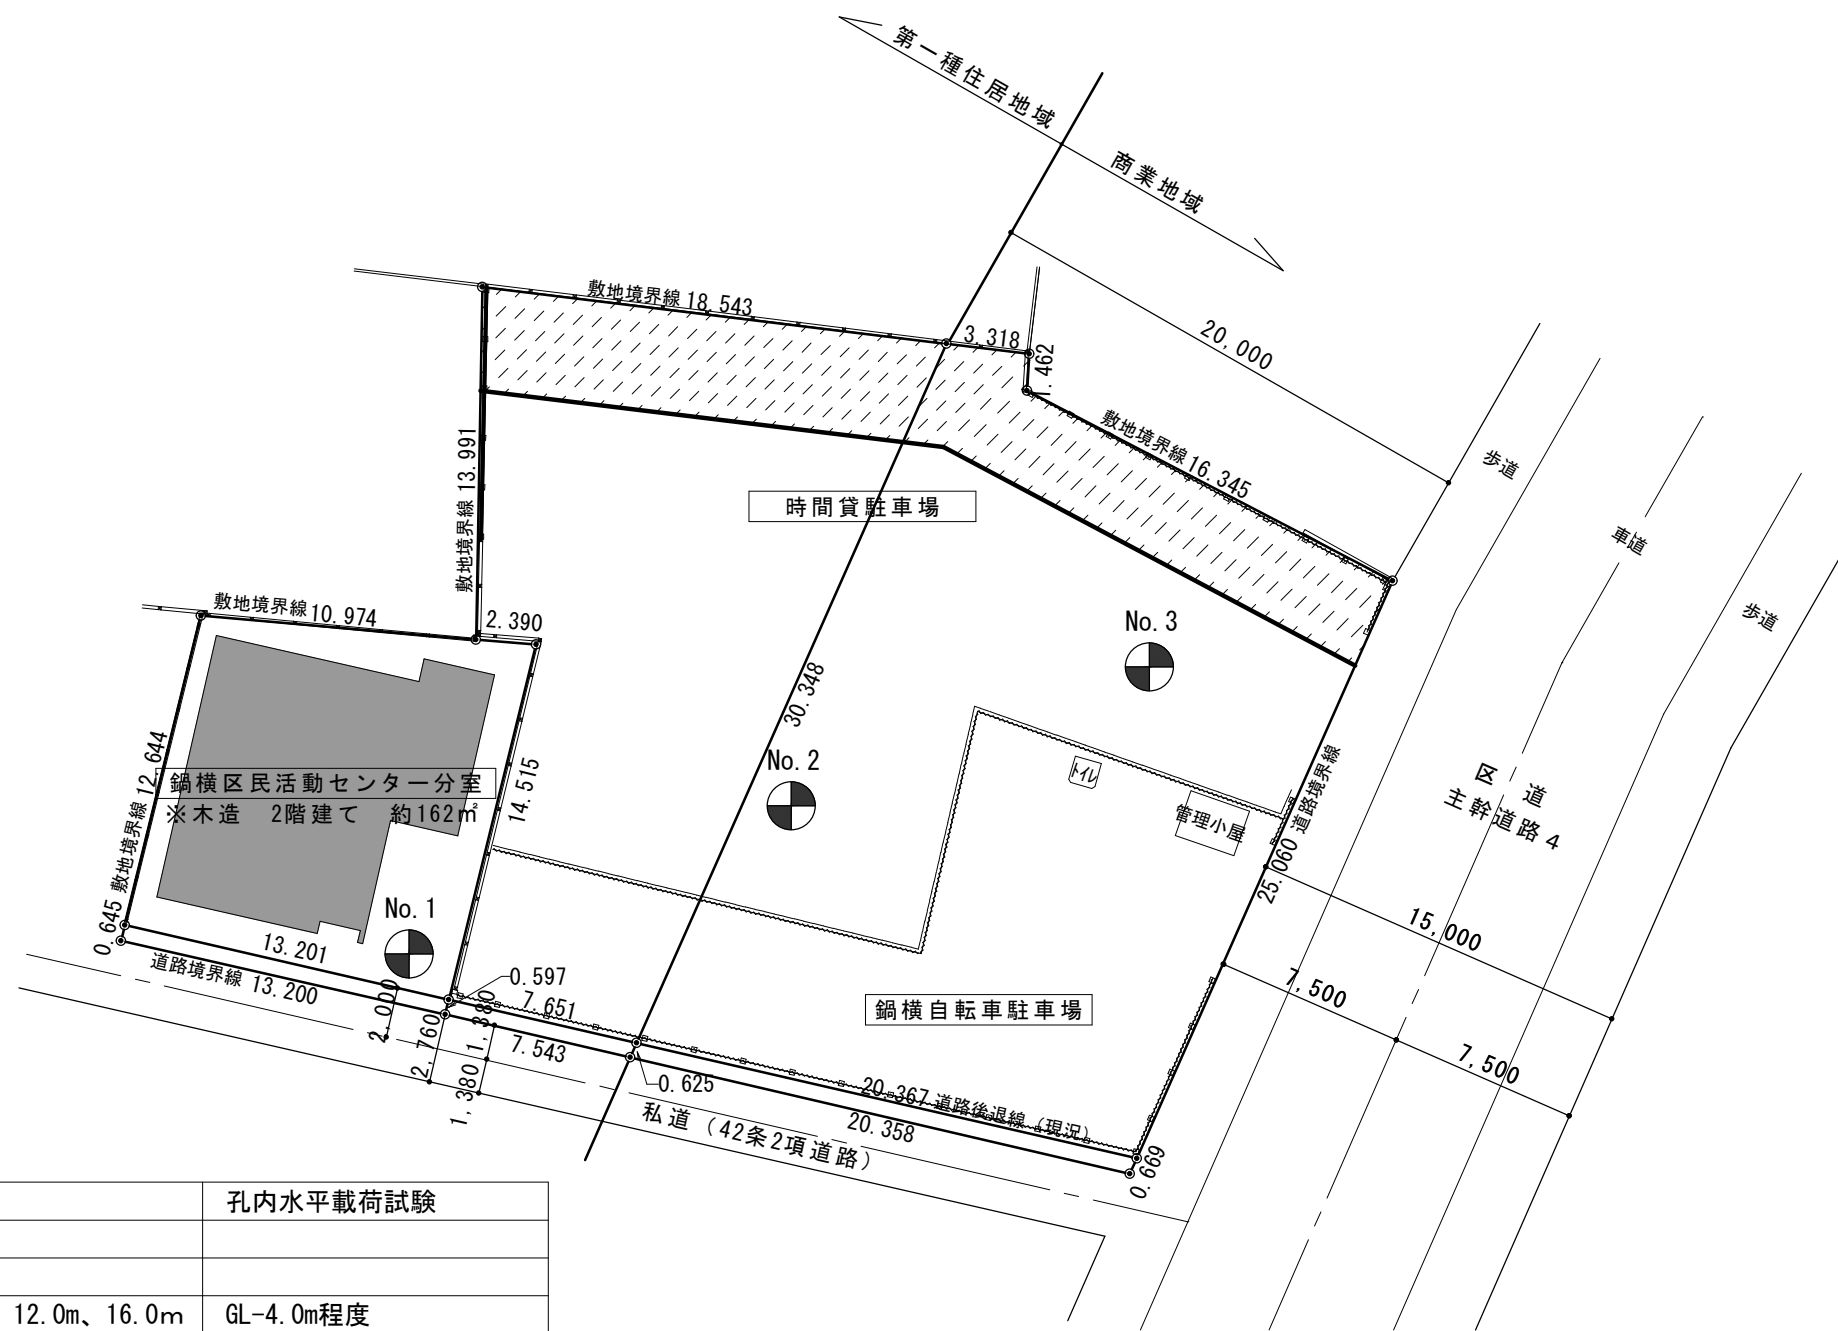 第一種住居地域
商業地域
20,000
敷地境界線 18.543
3.318
1.462
敷地境界線 16.345
敷地境界線 13.991
時間貸駐車場
歩道
車道
歩道
敷地境界線 10.974
2.390
No.3
30.348
No.2
トイレ
管理小屋
25.060 道路境界線
区道
主幹道路4
敷地境界線 12.644
鍋横区民活動センター分室
※木造 2階建て 約162㎡
14.515
No.1
0.645
13.201
道路境界線 13.200
0.597
7.651
2,000
2,760
1,380
1,380
7.543
0.625
鍋横自転車駐車場
15,000
7,500
7,500
20.367 道路後退線(現況)
20.358
0.669
私道(42条2項道路)
孔内水平載荷試験
12.0m、16.0m GL-4.0m程度